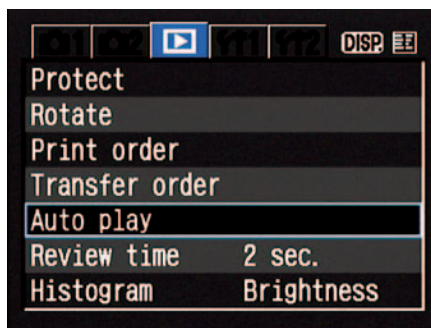 DISP.
Protect
Rotate
Print order
Transfer order
Auto play
Review time 2 sec.
Histogram Brightness